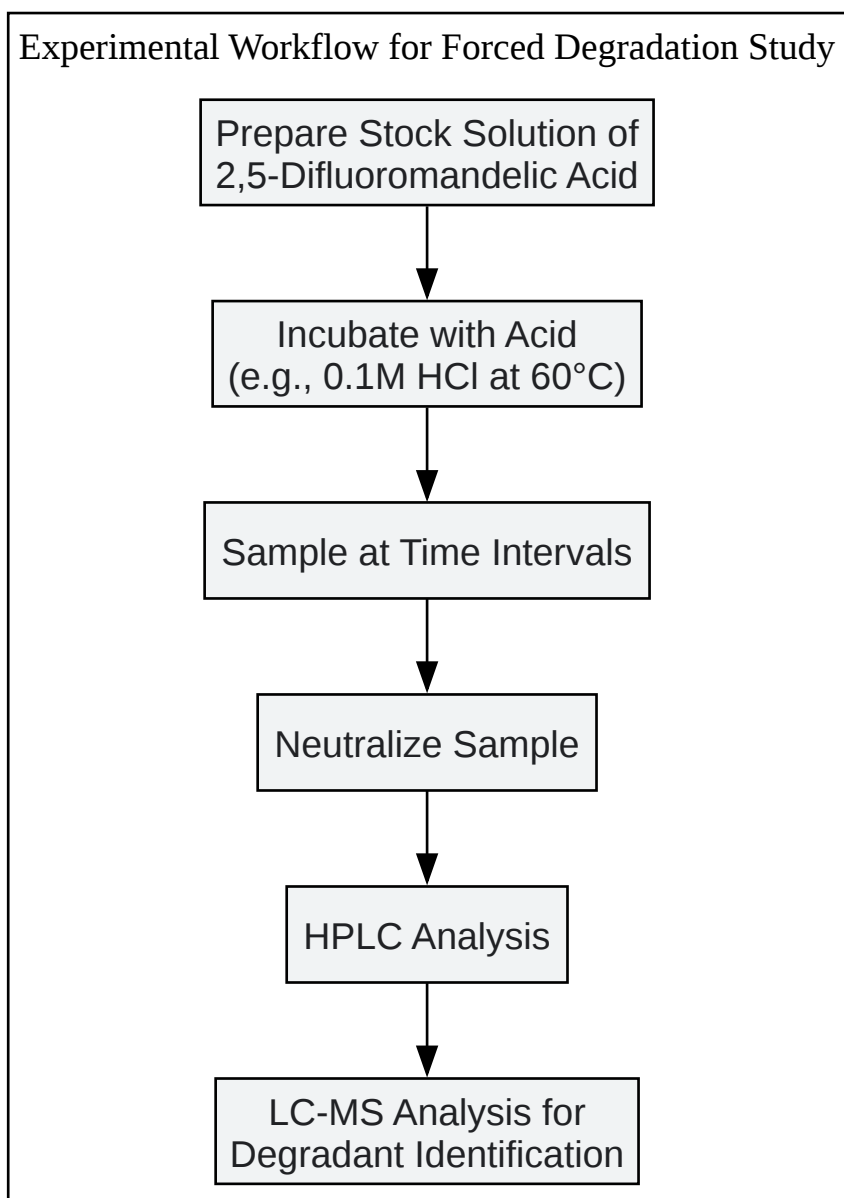 Experimental Workflow for Forced Degradation Study
Prepare Stock Solution of
2,5-Difluoromandelic Acid
Incubate with Acid
(e.g., 0.1M HCl at 60°C)
Sample at Time Intervals
Neutralize Sample
HPLC Analysis
LC-MS Analysis for
Degradant Identification